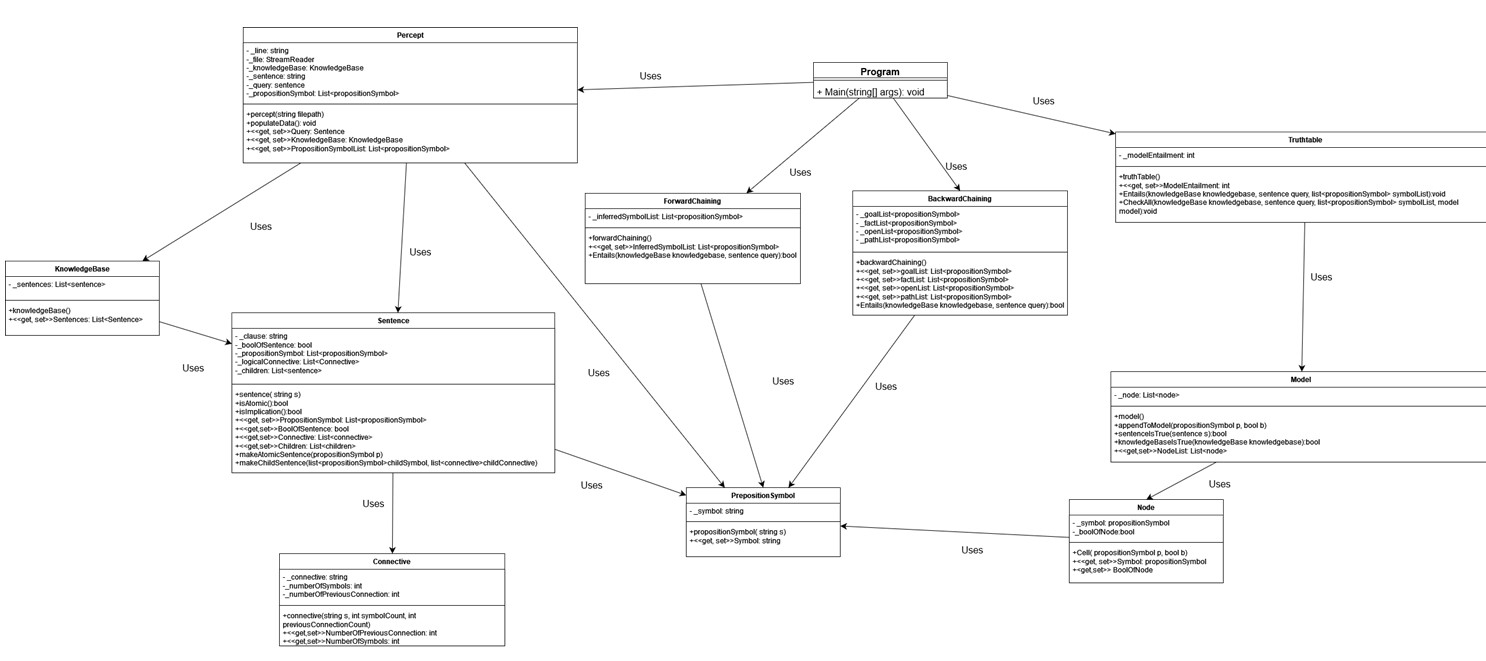 Percept
- _line: string
-_file: StreamReader
-_knowledgeBase: KnowledgeBase
-_sentence: string
-_query: sentence
-_propositionSymbol: List<propositionSymbol>
+percept(string filepath)
+populateData(): void
+<<get, set>>Query: Sentence
+<<get, set>>KnowledgeBase: KnowledgeBase
+<<get, set>>PropositionSymbolList: List<propositionSymbol>
Uses
Program
+ Main(string[] args): void
Uses
Truthtable
- _modelEntailment: int
+truthTable()
+<<get, set>>ModelEntailment: int
+Entails(knowledgeBase knowledgebase, sentence query, list<propositionSymbol> symbolList):void
+CheckAll(knowledgeBase knowledgebase, sentence query, list<propositionSymbol> symbolList, model
model):void
Uses
Uses
ForwardChaining
- _inferredSymbolList: List<propositionSymbol>
+forwardChaining()
+<<get, set>>InferredSymbolList: List<propositionSymbol>
+Entails(knowledgeBase knowledgebase, sentence query):bool
BackwardChaining
- _goalList<propositionSymbol>
- _factList<propositionSymbol>
- _openList<propositionSymbol>
- _pathList<propositionSymbol>
+backwardChaining()
+<<get, set>>goalList: List<propositionSymbol>
+<<get, set>>factList: List<propositionSymbol>
+<<get, set>>openList: List<propositionSymbol>
+<<get, set>>pathList: List<propositionSymbol>
+Entails(knowledgeBase knowledgebase, sentence query):bool
Uses
Uses
Uses
KnowledgeBase
- _sentences: List<sentence>
+knowledgeBase()
+<<get, set>>Sentences: List<Sentence>
Uses
Sentence
- _clause: string
-_boolOfSentence: bool
-_propositionSymbol: List<propositionSymbol>
-_logicalConnective: List<Connective>
-_children: List<sentence>
+sentence( string s)
+isAtomic():bool
+isImplication():bool
+<<get, set>>PropositionSymbol: List<propositionSymbol>
+<<get,set>>BoolOfSentence: bool
+<<get,set>>Connective: List<connective>
+<<get,set>>Children: List<children>
+makeAtomicSentence(propositionSymbol p)
+makeChildSentence(list<propositionSymbol>childSymbol, list<connective>childConnective)
Uses
Uses
Uses
Model
- _node: List<node>
+model()
+appendToModel(propositionSymbol p, bool b)
+sentenceIsTrue(sentence s):bool
+knowledgeBaseIsTrue(knowledgeBase knowledgebase):bool
+<<get,set>>NodeList: List<node>
Uses
Uses
Uses
PrepositionSymbol
- _symbol: string
+propositionSymbol( string s)
+<<get, set>>Symbol: string
Uses
Node
- _symbol: propositionSymbol
-_boolOfNode:bool
+Cell( propositionSymbol p, bool b)
+<<get, set>>Symbol: propositionSymbol
+<get,set>> BoolOfNode
Connective
- _connective: string
-_numberOfSymbols: int
-_numberOfPreviousConnection: int
+connective(string s, int symbolCount, int
previousConnectionCount)
+<<get,set>>NumberOfPreviousConnection: int
+<<get,set>>NumberOfSymbols: int